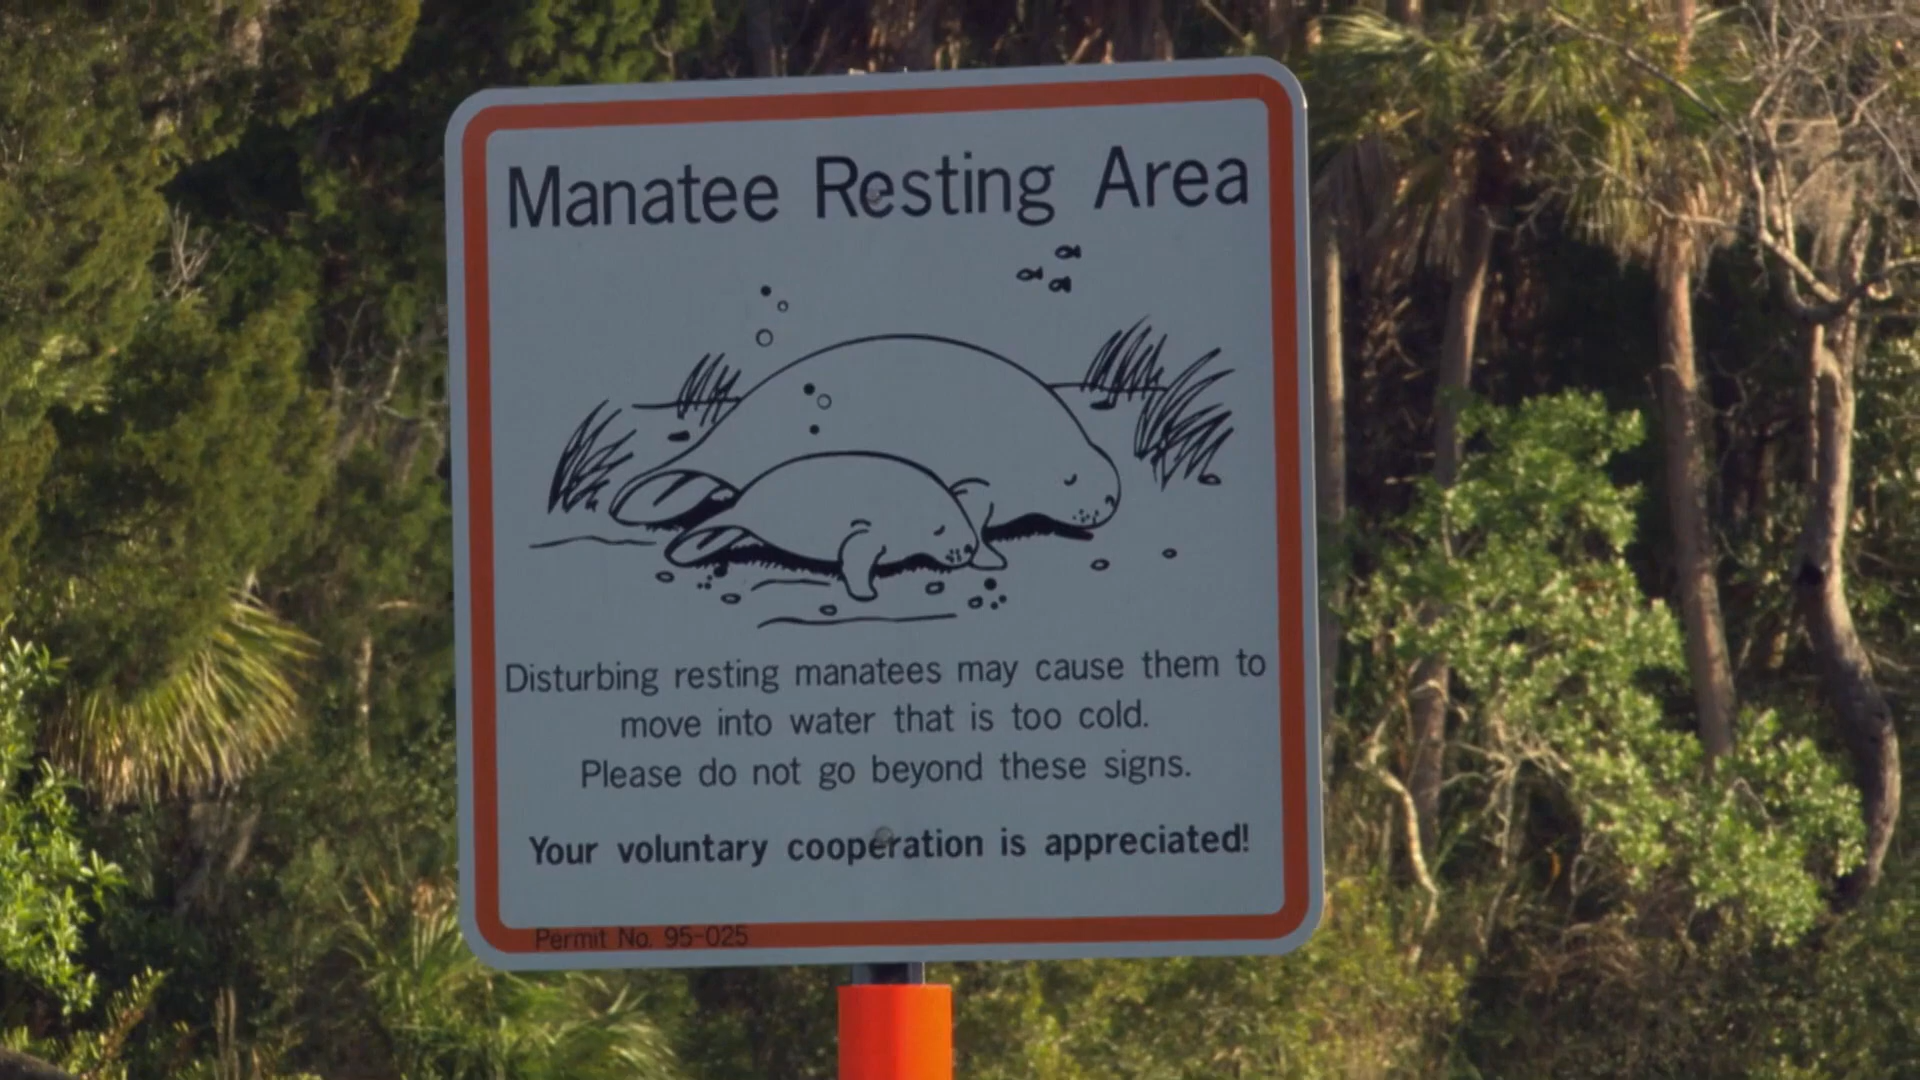 Manatee Resting Area
Disturbing resting manatees may cause them to
move into water that is too cold.
Please do not go beyond these signs.
Your voluntary cooperation is appreciated!
Permit No. 95-025